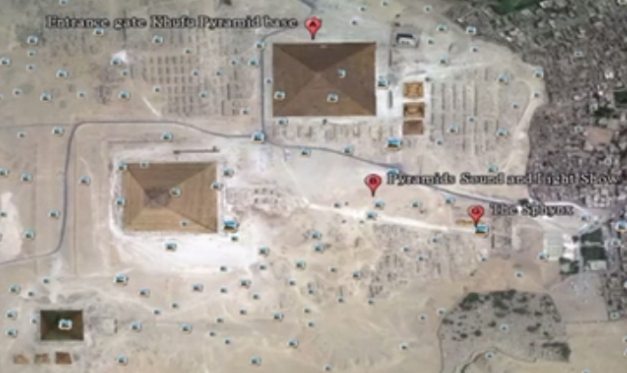 Entrance gate Khufu Pyramid base
Pyramids Sound and Light Show
The Sphynx